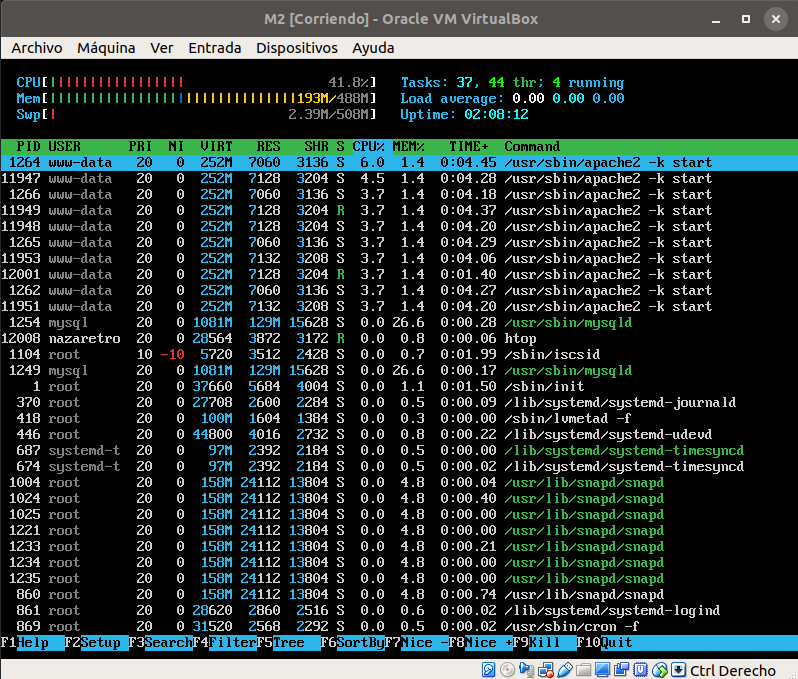 M2 [Corriendo] - Oracle VM VirtualBox
Archivo Máquina Ver Entrada Dispositivos Ayuda
CPU[||||||||||||||||| 41.8%] Tasks: 37, 44 thr; 4 running
Mem[|||||||||||||||||||||||||||||||193M/488M] Load average: 0.00 0.00 0.00
Swp[| 2.39M/508M] Uptime: 02:08:12
PID USER PRI NI VIRT RES SHR S CPU% MEM% TIME+ Command
1264 www-data 20 0 252M 7060 3136 S 6.0 1.4 0:04.45 /usr/sbin/apache2 -k start
11947 www-data 20 0 252M 7128 3204 S 4.5 1.4 0:04.28 /usr/sbin/apache2 -k start
1266 www-data 20 0 252M 7060 3136 S 3.7 1.4 0:04.18 /usr/sbin/apache2 -k start
11949 www-data 20 0 252M 7128 3204 R 3.7 1.4 0:04.37 /usr/sbin/apache2 -k start
11948 www-data 20 0 252M 7128 3204 S 3.7 1.4 0:04.20 /usr/sbin/apache2 -k start
1265 www-data 20 0 252M 7060 3136 S 3.7 1.4 0:04.29 /usr/sbin/apache2 -k start
11953 www-data 20 0 252M 7132 3208 S 3.7 1.4 0:04.06 /usr/sbin/apache2 -k start
12001 www-data 20 0 252M 7128 3204 R 3.7 1.4 0:01.40 /usr/sbin/apache2 -k start
1262 www-data 20 0 252M 7060 3136 S 3.7 1.4 0:04.27 /usr/sbin/apache2 -k start
11951 www-data 20 0 252M 7132 3208 S 3.7 1.4 0:04.20 /usr/sbin/apache2 -k start
1254 mysql 20 0 1081M 129M 15628 S 0.0 26.6 0:00.28 /usr/sbin/mysqld
12008 nazaretro 20 0 28564 3872 3172 R 0.0 0.8 0:00.06 htop
1104 root 10 -10 5720 3512 2428 S 0.0 0.7 0:01.99 /sbin/iscsid
1249 mysql 20 0 1081M 129M 15628 S 0.0 26.6 0:00.17 /usr/sbin/mysqld
1 root 20 0 37660 5684 4004 S 0.0 1.1 0:01.50 /sbin/init
370 root 20 0 27708 2600 2284 S 0.0 0.5 0:00.09 /lib/systemd/systemd-journald
418 root 20 0 100M 1604 1384 S 0.0 0.3 0:00.00 /sbin/lvmetad -f
446 root 20 0 44800 4016 2732 S 0.0 0.8 0:00.22 /lib/systemd/systemd-udevd
687 systemd-t 20 0 97M 2392 2184 S 0.0 0.5 0:00.00 /lib/systemd/systemd-timesyncd
674 systemd-t 20 0 97M 2392 2184 S 0.0 0.5 0:00.02 /lib/systemd/systemd-timesyncd
1004 root 20 0 158M 24112 13804 S 0.0 4.8 0:00.04 /usr/lib/snapd/snapd
1024 root 20 0 158M 24112 13804 S 0.0 4.8 0:00.40 /usr/lib/snapd/snapd
1025 root 20 0 158M 24112 13804 S 0.0 4.8 0:00.00 /usr/lib/snapd/snapd
1221 root 20 0 158M 24112 13804 S 0.0 4.8 0:00.00 /usr/lib/snapd/snapd
1233 root 20 0 158M 24112 13804 S 0.0 4.8 0:00.21 /usr/lib/snapd/snapd
1234 root 20 0 158M 24112 13804 S 0.0 4.8 0:00.00 /usr/lib/snapd/snapd
1235 root 20 0 158M 24112 13804 S 0.0 4.8 0:00.00 /usr/lib/snapd/snapd
860 root 20 0 158M 24112 13804 S 0.0 4.8 0:00.74 /usr/lib/snapd/snapd
861 root 20 0 28620 2860 2516 S 0.0 0.6 0:00.02 /lib/systemd/systemd-logind
869 root 20 0 31520 2568 2292 S 0.0 0.5 0:00.02 /usr/sbin/cron -f
F1Help F2Setup F3SearchF4FilterF5Tree F6SortByF7Nice -F8Nice +F9Kill F10Quit
Ctrl Derecho